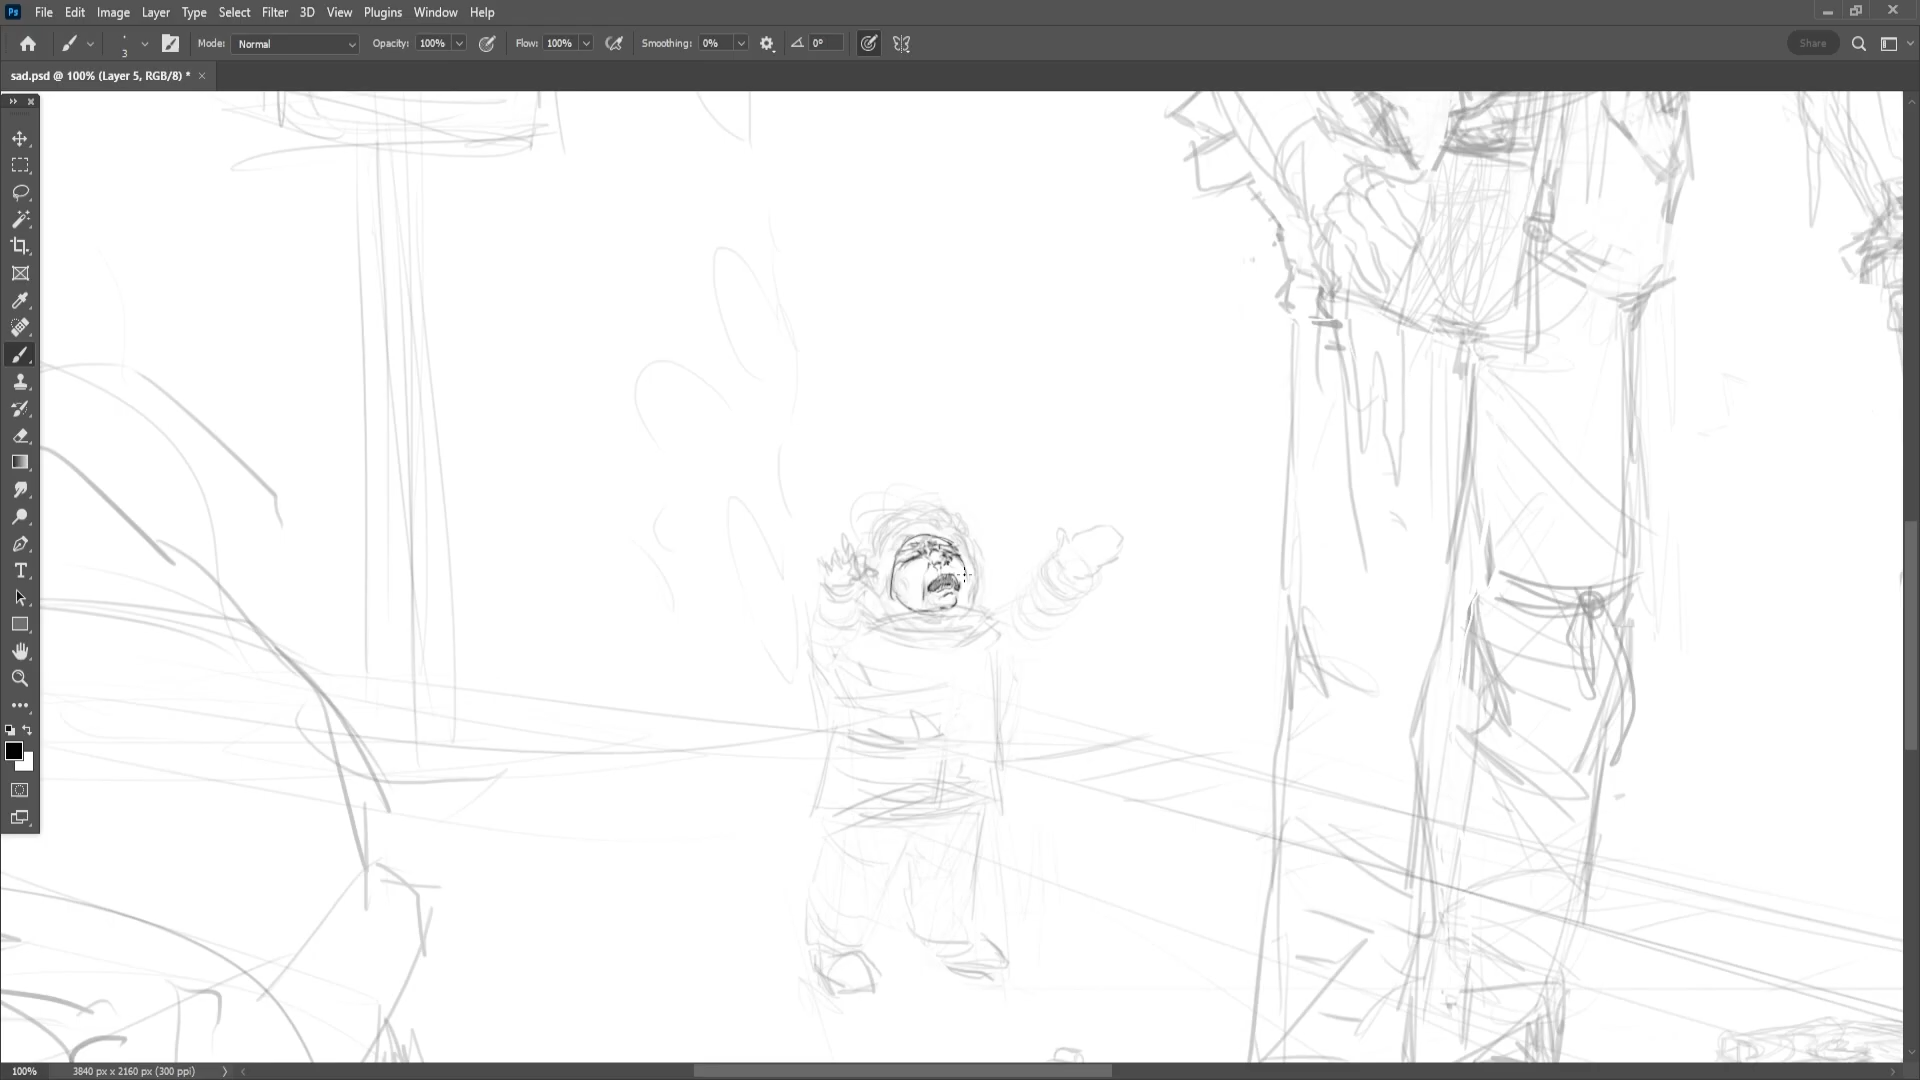 Ps File Edit Image Layer Type Select Filter 3D View Plugins Window Help
3 Mode: Normal Opacity: 100% Flow: 100% Smoothing: 0% 0° Share
sad.psd @ 100% (Layer 5, RGB/8) *
100% 3840 px x 2160 px (300 ppi)